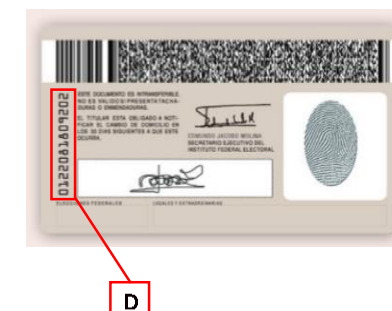 0122081809202
ESTE DOCUMENTO ES INTRANSFERIBLE.
NO ES VALIDO SI PRESENTA TACHA-
DURAS O ENMENDADURAS.
EL TITULAR ESTA OBLIGADO A NOTI-
FICAR EL CAMBIO DE DOMICILIO EN
LOS 30 DIAS SIGUIENTES A QUE ESTE
OCURRA.
EDMUNDO JACOBO MOLINA
SECRETARIO EJECUTIVO DEL
INSTITUTO FEDERAL ELECTORAL
ELECCIONES FEDERALES
LOCALES Y EXTRAORDINARIAS
D